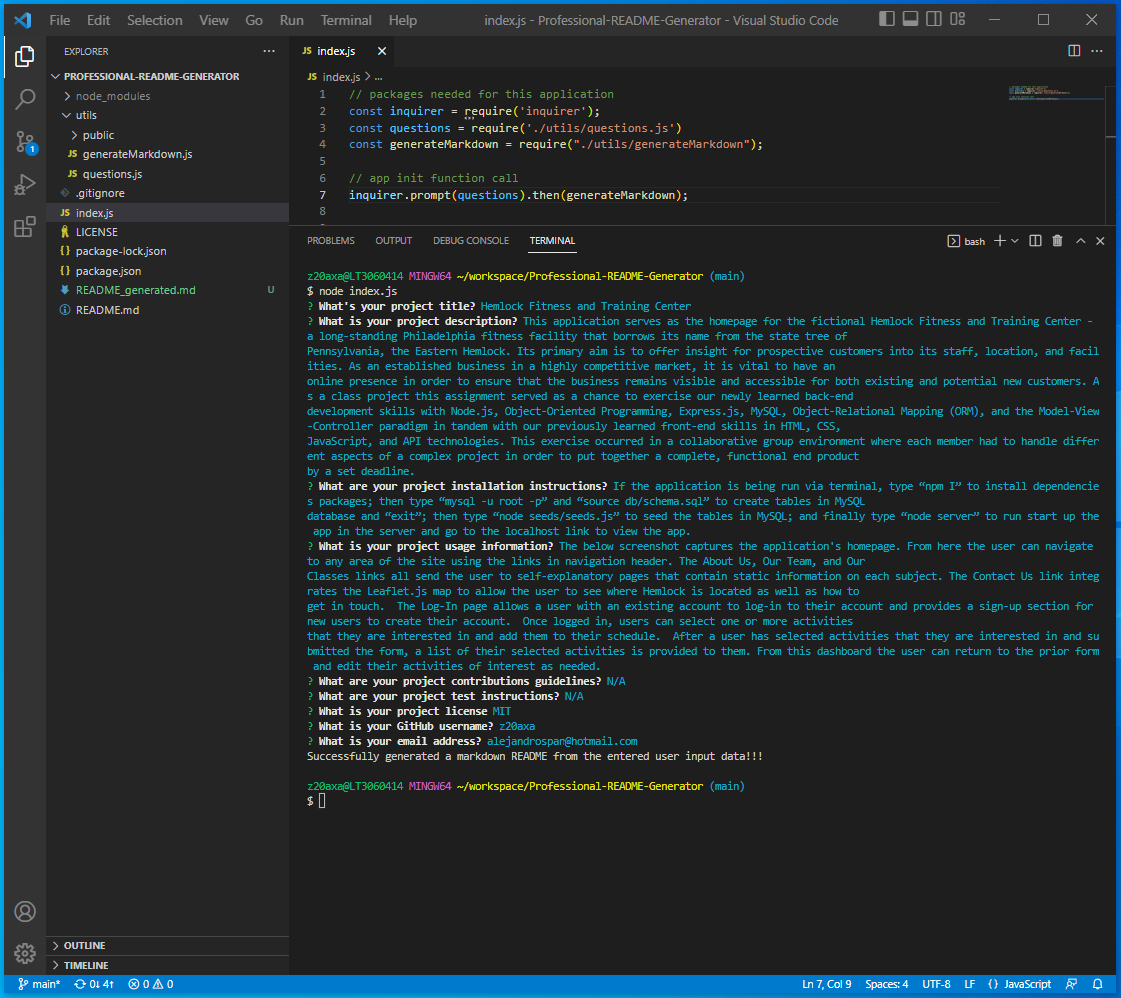 File Edit Selection View Go Run Terminal Help index.js - Professional-README-Generator - Visual Studio Code
EXPLORER ...
PROFESSIONAL-README-GENERATOR
node_modules
utils
public
JS generateMarkdown.js
JS questions.js
.gitignore
JS index.js
LICENSE
{} package-lock.json
{} package.json
README_generated.md U
README.md
1
OUTLINE
TIMELINE
JS index.js ...
JS index.js > ...
1 // packages needed for this application
2 const inquirer = require('inquirer');
3 const questions = require('./utils/questions.js')
4 const generateMarkdown = require("./utils/generateMarkdown");
5
6 // app init function call
7 inquirer.prompt(questions).then(generateMarkdown);
8
PROBLEMS OUTPUT DEBUG CONSOLE TERMINAL bash
z20axa@LT3060414 MINGW64 ~/workspace/Professional-README-Generator (main)
$ node index.js
? What's your project title? Hemlock Fitness and Training Center
? What is your project description? This application serves as the homepage for the fictional Hemlock Fitness and Training Center -
a long-standing Philadelphia fitness facility that borrows its name from the state tree of
Pennsylvania, the Eastern Hemlock. Its primary aim is to offer insight for prospective customers into its staff, location, and facil
ities. As an established business in a highly competitive market, it is vital to have an
online presence in order to ensure that the business remains visible and accessible for both existing and potential new customers. A
s a class project this assignment served as a chance to exercise our newly learned back-end
development skills with Node.js, Object-Oriented Programming, Express.js, MySQL, Object-Relational Mapping (ORM), and the Model-View
-Controller paradigm in tandem with our previously learned front-end skills in HTML, CSS,
JavaScript, and API technologies. This exercise occurred in a collaborative group environment where each member had to handle differ
ent aspects of a complex project in order to put together a complete, functional end product
by a set deadline.
? What are your project installation instructions? If the application is being run via terminal, type “npm I” to install dependencie
s packages; then type “mysql -u root -p” and “source db/schema.sql” to create tables in MySQL
database and “exit”; then type “node seeds/seeds.js” to seed the tables in MySQL; and finally type “node server” to run start up the
app in the server and go to the localhost link to view the app.
? What is your project usage information? The below screenshot captures the application's homepage. From here the user can navigate
to any area of the site using the links in navigation header. The About Us, Our Team, and Our
Classes links all send the user to self-explanatory pages that contain static information on each subject. The Contact Us link integ
rates the Leaflet.js map to allow the user to see where Hemlock is located as well as how to
get in touch.  The Log-In page allows a user with an existing account to log-in to their account and provides a sign-up section for
new users to create their account.  Once logged in, users can select one or more activities
that they are interested in and add them to their schedule.  After a user has selected activities that they are interested in and su
bmitted the form, a list of their selected activities is provided to them. From this dashboard the user can return to the prior form
and edit their activities of interest as needed.
? What are your project contributions guidelines? N/A
? What are your project test instructions? N/A
? What is your project license MIT
? What is your GitHub username? z20axa
? What is your email address? alejandrospan@hotmail.com
Successfully generated a markdown README from the entered user input data!!!
z20axa@LT3060414 MINGW64 ~/workspace/Professional-README-Generator (main)
$
main* 0↓ 4↑ 0 0 Ln 7, Col 9 Spaces: 4 UTF-8 LF {} JavaScript